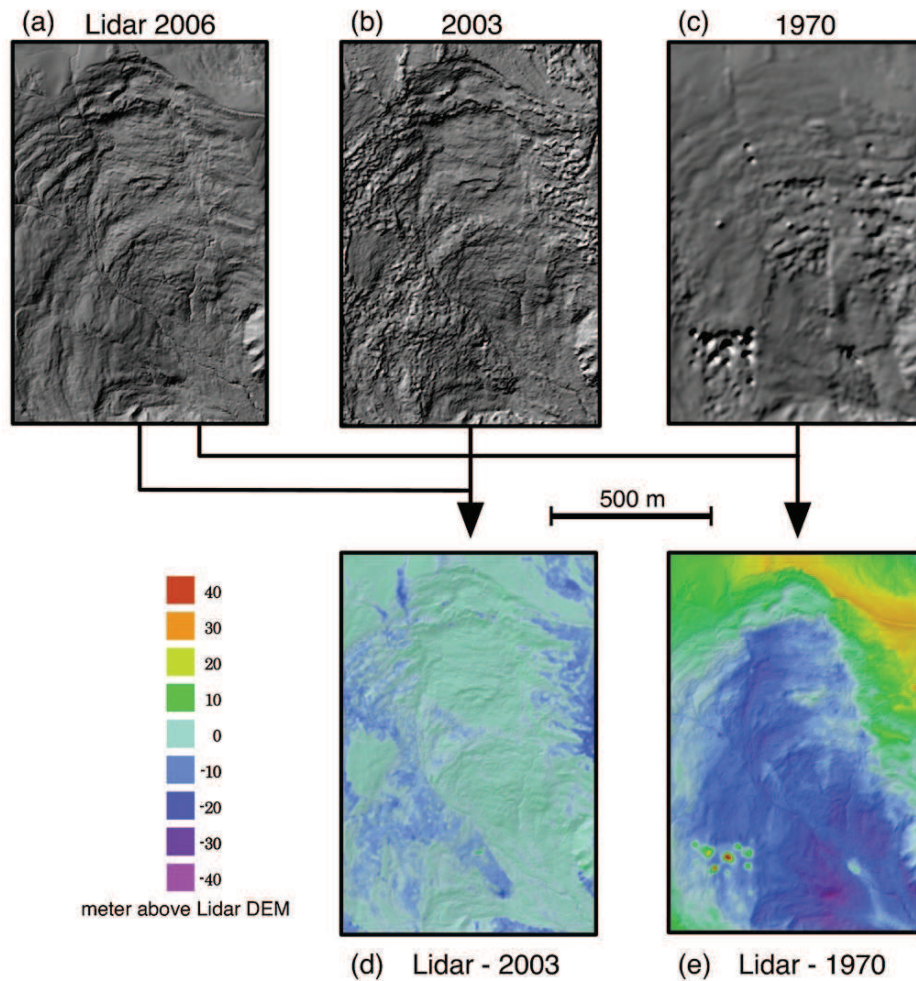 (a) Lidar 2006
(b) 2003
(c) 1970
500 m
40
30
20
10
0
-10
-20
-30
-40
meter above Lidar DEM
(d) Lidar - 2003
(e) Lidar - 1970